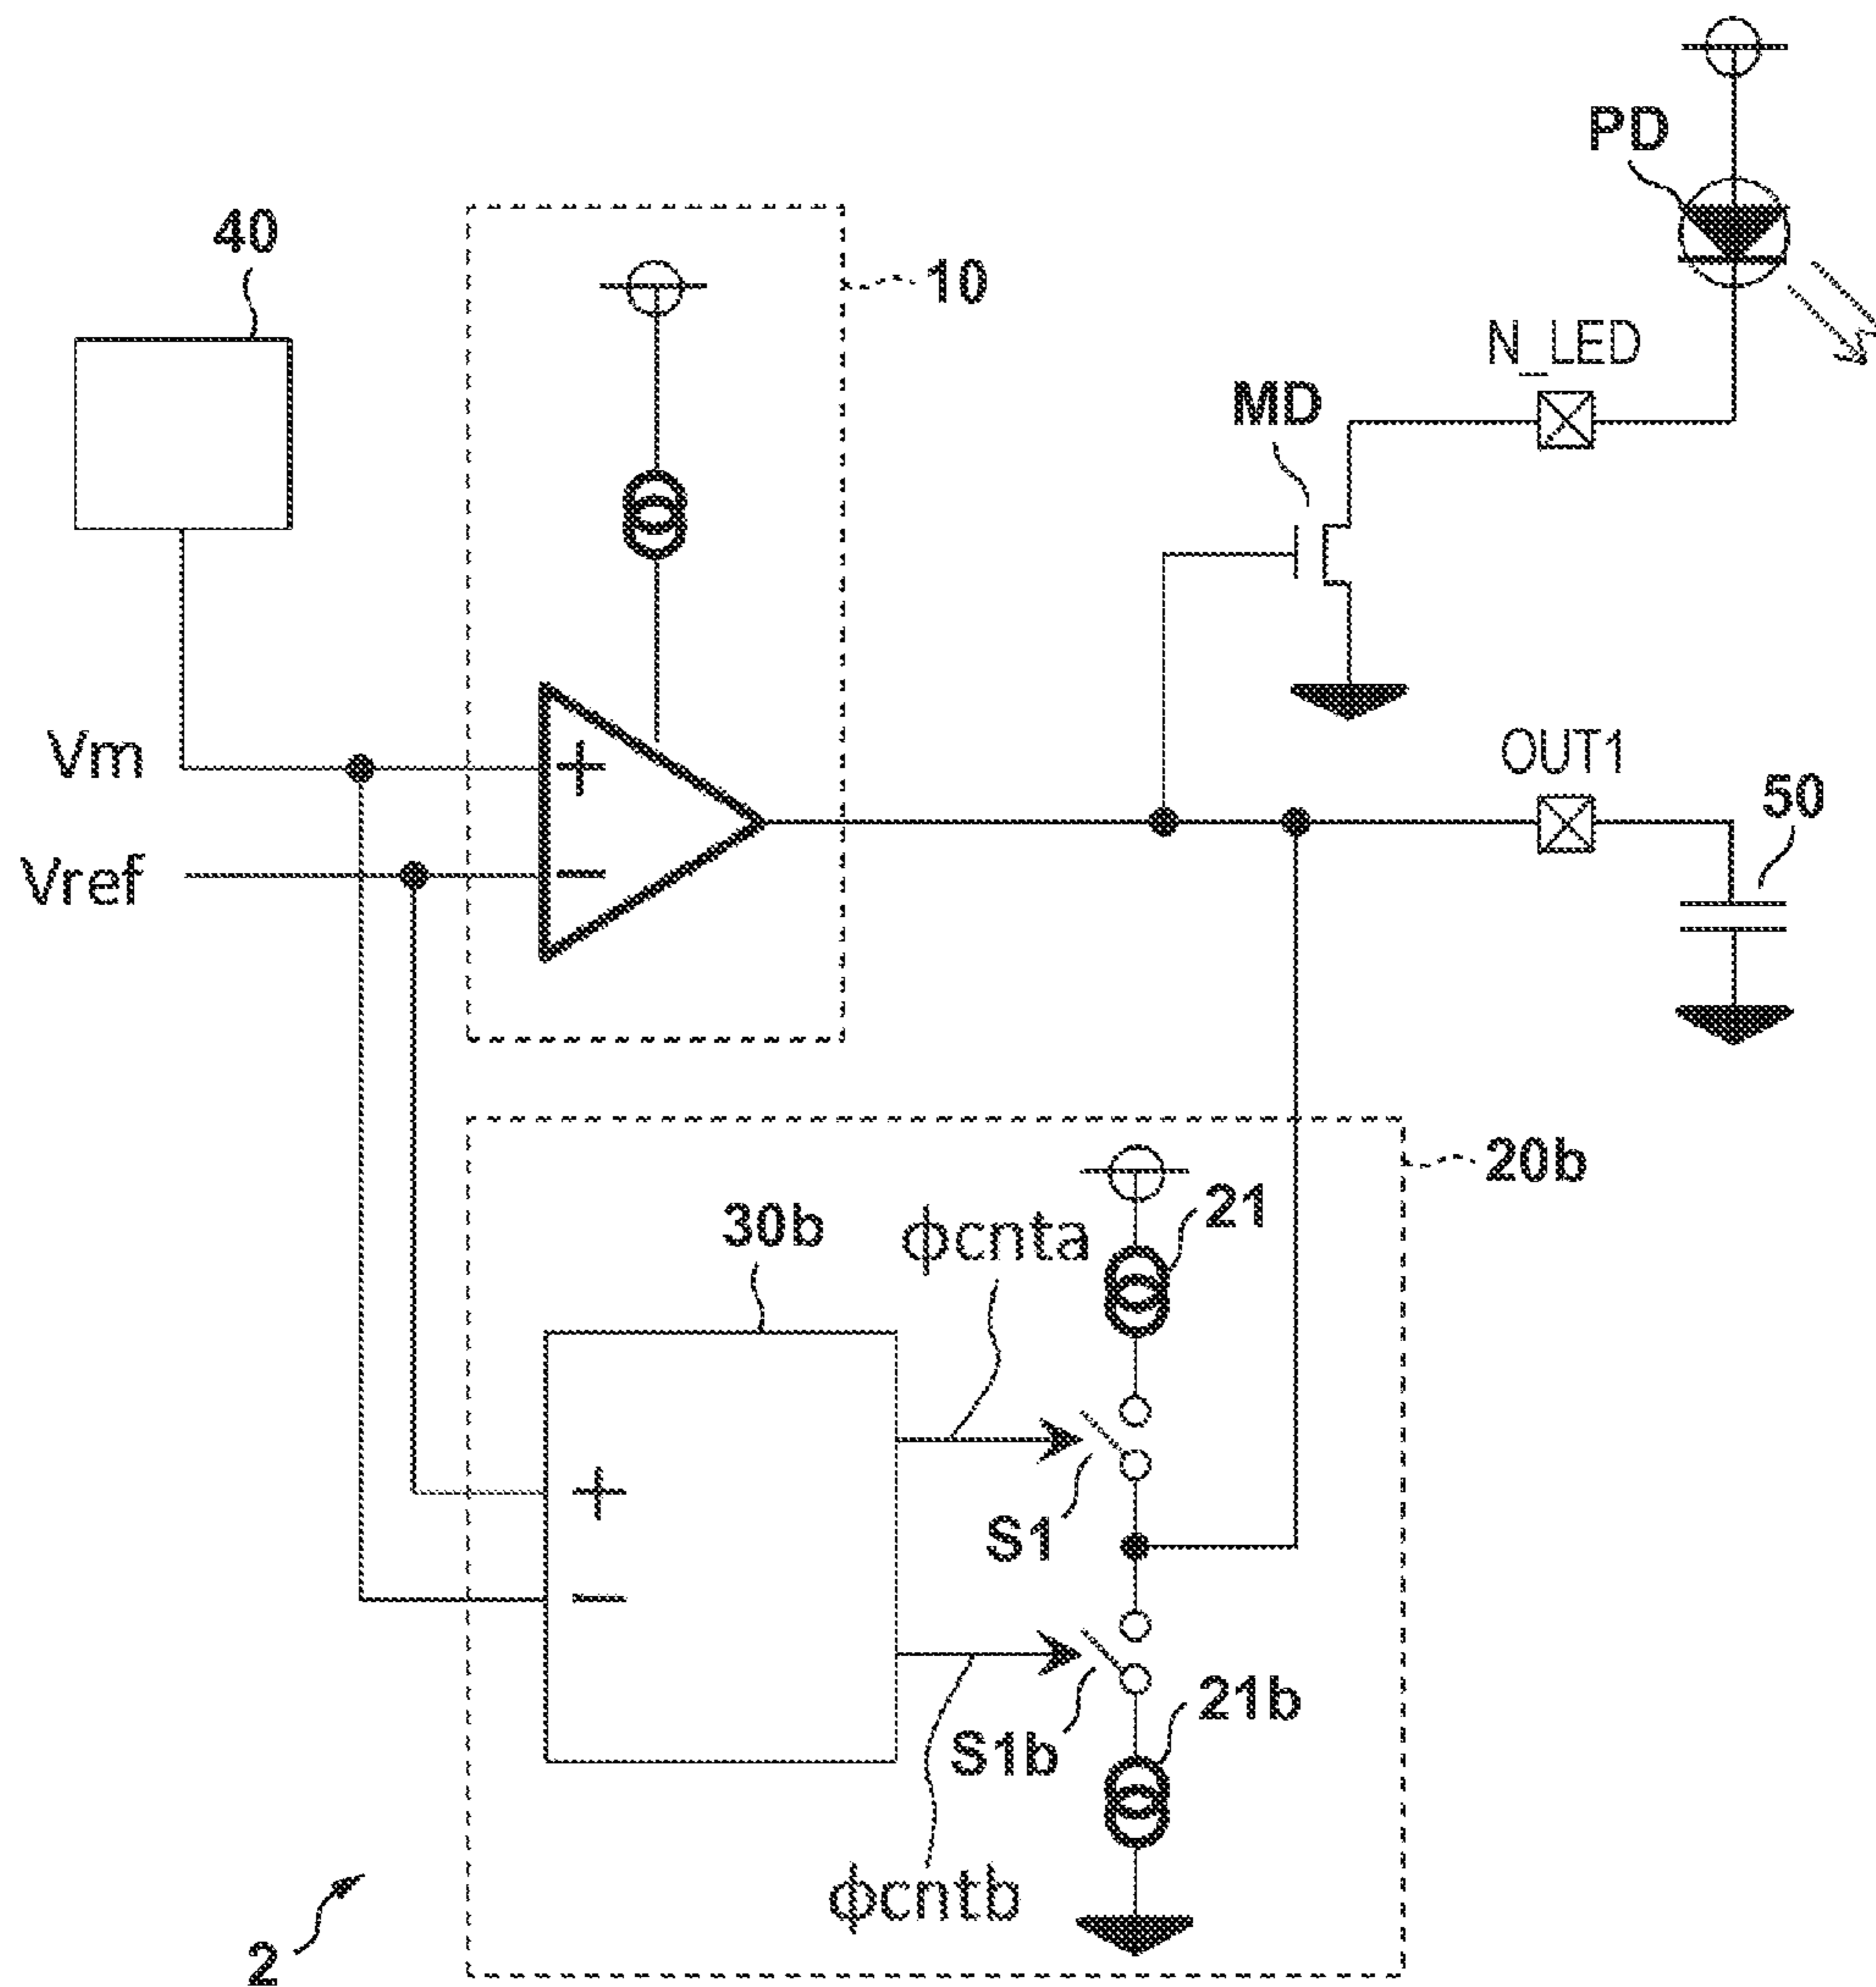 PD
40
10
N_LED
MD
Vm
+
OUT1
50
Vref
−
20b
21
30b
ϕcnta
+
S1
−
21b
S1b
ϕcntb
2